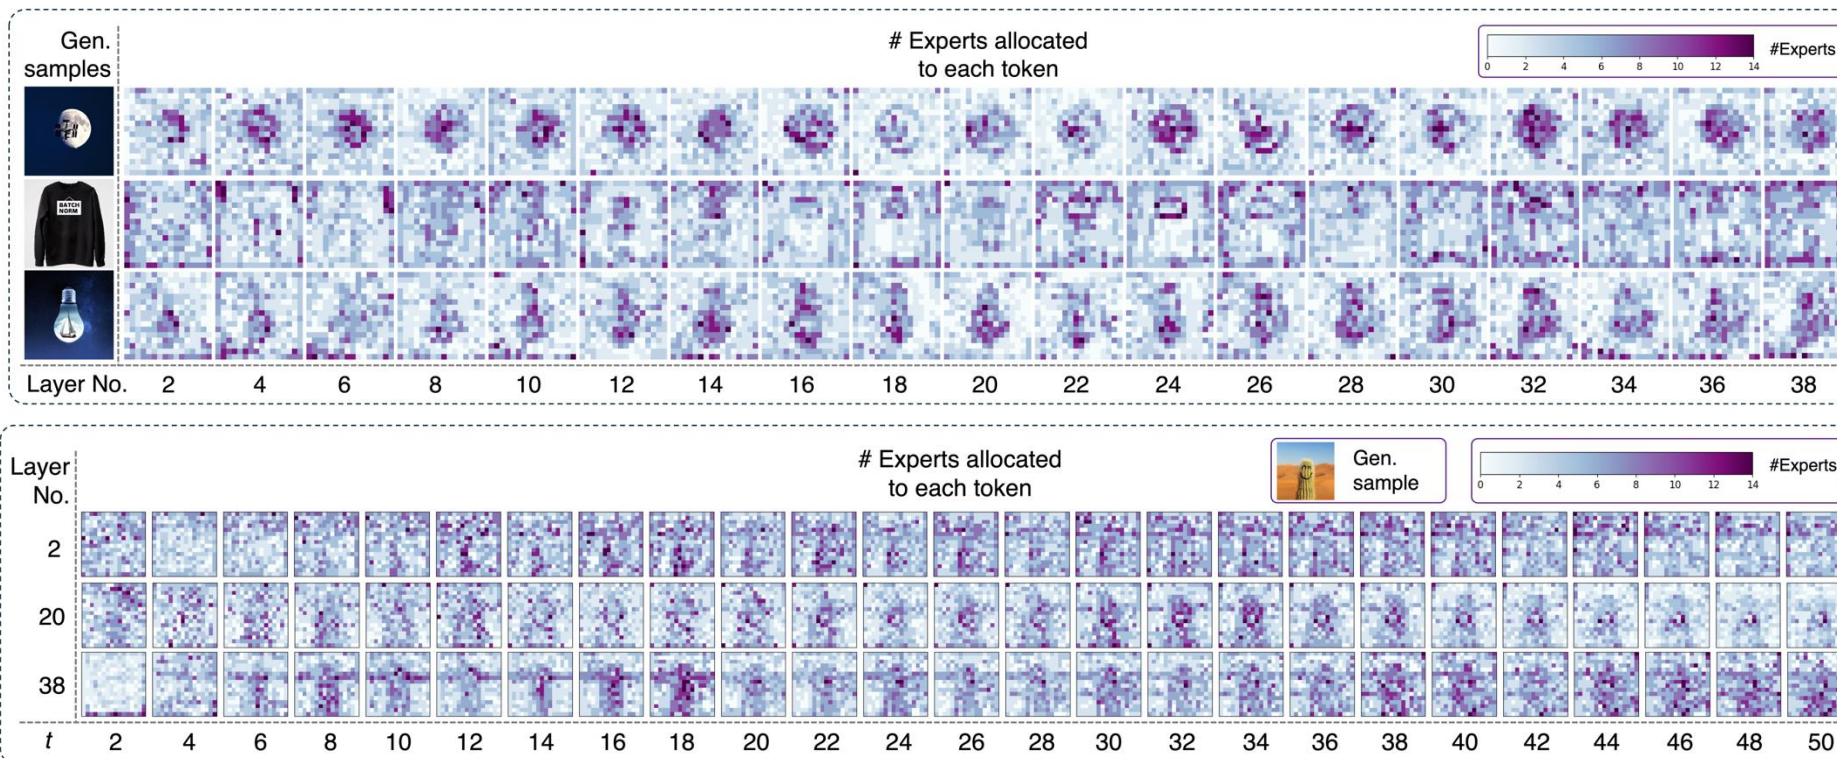 Gen.
samples
# Experts allocated
to each token
0 2 4 6 8 10 12 14
#Experts
BATCH
NORM
Layer No. 2 4 6 8 10 12 14 16 18 20 22 24 26 28 30 32 34 36 38
Layer
No.
# Experts allocated
to each token
Gen.
sample
0 2 4 6 8 10 12 14
#Experts
2
20
38
t 2 4 6 8 10 12 14 16 18 20 22 24 26 28 30 32 34 36 38 40 42 44 46 48 50